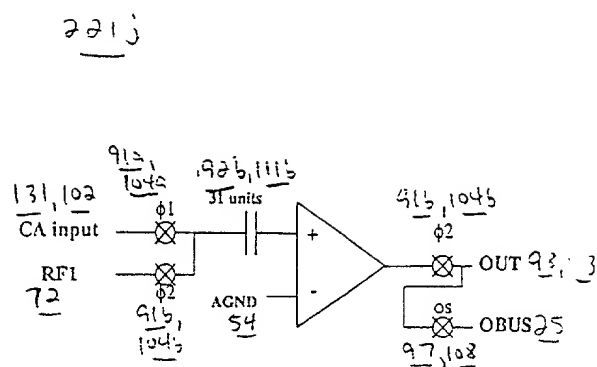 221j
91a,
104a
,92b,111b
91b,104b
131,102
ϕ1
31 units
ϕ2
CA input
+
RF1
OUT 93,
72
ϕ2
AGND
-
OS
OBUS 25
91b,
104b
54
97,108